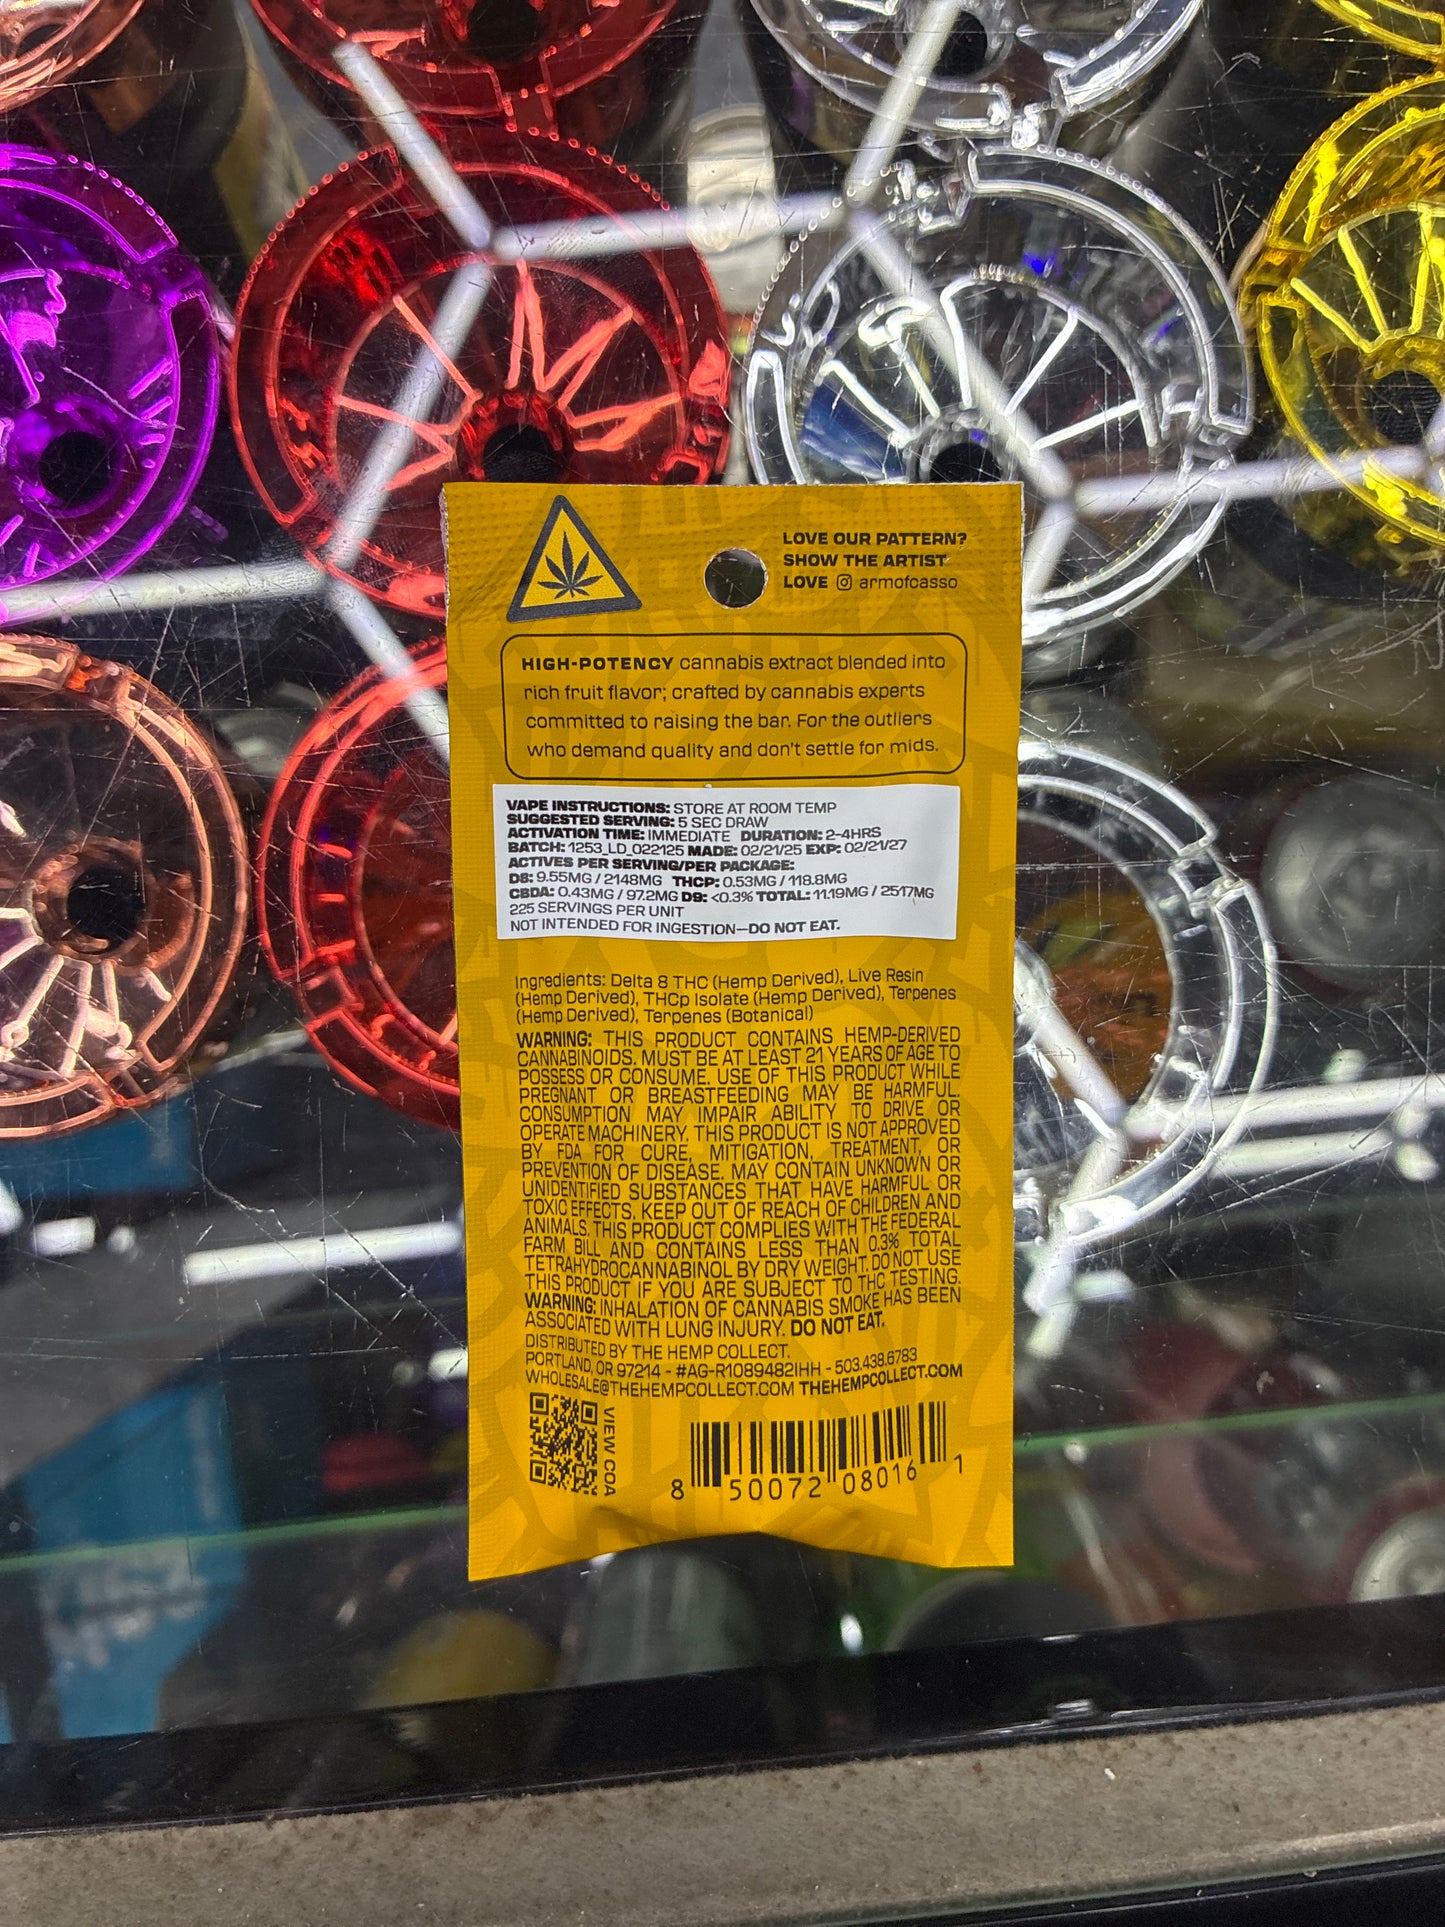 LOVE OUR PATTERN?
SHOW THE ARTIST
LOVE armofcasso
HIGH-POTENCY cannabis extract blended into
rich fruit flavor; crafted by cannabis experts
committed to raising the bar. For the outliers
who demand quality and don't settle for mids.
VAPE INSTRUCTIONS: STORE AT ROOM TEMP
SUGGESTED SERVING: 5 SEC DRAW
ACTIVATION TIME: IMMEDIATE DURATION: 2-4HRS
BATCH: 1253_LD_022125 MADE: 02/21/25 EXP: 02/21/27
ACTIVES PER SERVING/PER PACKAGE:
D8: 9.55MG / 2148MG THCP: 0.53MG / 118.8MG
CBDA: 0.43MG / 97.2MG D9: <0.3% TOTAL: 11.19MG / 2517MG
225 SERVINGS PER UNIT
NOT INTENDED FOR INGESTION—DO NOT EAT.
Ingredients: Delta 8 THC (Hemp Derived), Live Resin
(Hemp Derived), THCp Isolate (Hemp Derived), Terpenes
(Hemp Derived), Terpenes (Botanical)
WARNING: THIS PRODUCT CONTAINS HEMP-DERIVED
CANNABINOIDS. MUST BE AT LEAST 21 YEARS OF AGE TO
POSSESS OR CONSUME. USE OF THIS PRODUCT WHILE
PREGNANT OR BREASTFEEDING MAY BE HARMFUL.
CONSUMPTION MAY IMPAIR ABILITY TO DRIVE OR
OPERATE MACHINERY. THIS PRODUCT IS NOT APPROVED
BY FDA FOR CURE, MITIGATION, TREATMENT, OR
PREVENTION OF DISEASE. MAY CONTAIN UNKNOWN OR
UNIDENTIFIED SUBSTANCES THAT HAVE HARMFUL OR
TOXIC EFFECTS. KEEP OUT OF REACH OF CHILDREN AND
ANIMALS. THIS PRODUCT COMPLIES WITH THE FEDERAL
FARM BILL AND CONTAINS LESS THAN 0.3% TOTAL
TETRAHYDROCANNABINOL BY DRY WEIGHT. DO NOT USE
THIS PRODUCT IF YOU ARE SUBJECT TO THC TESTING.
WARNING: INHALATION OF CANNABIS SMOKE HAS BEEN
ASSOCIATED WITH LUNG INJURY. DO NOT EAT.
DISTRIBUTED BY THE HEMP COLLECT.
PORTLAND, OR 97214 - #AG-R1089482IHH - 503.438.6783
WHOLESALE@THEHEMPCOLLECT.COM THEHEMPCOLLECT.COM
VIEW COA
8 50072 08016 1